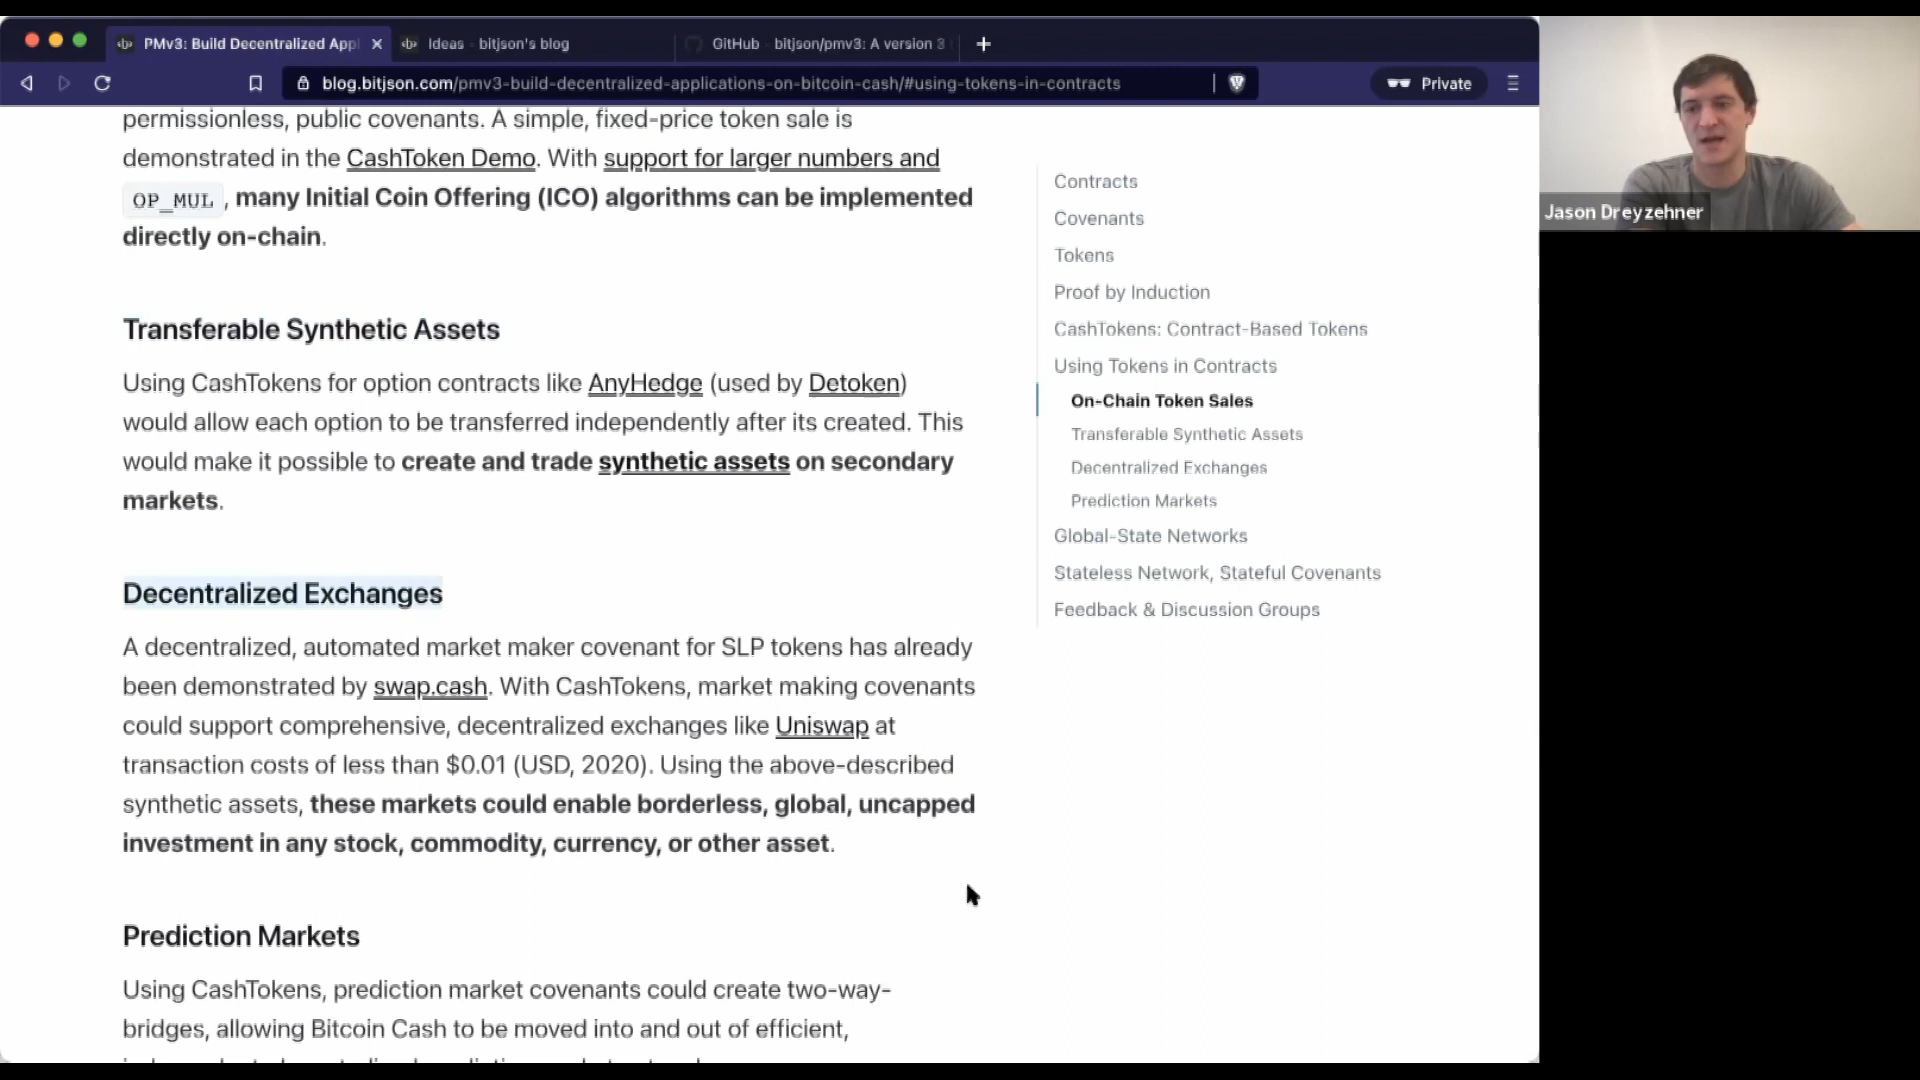 PMv3: Build Decentralized App
Ideas - bitjson's blog
GitHub - bitjson/pmv3: A version 3
blog.bitjson.com/pmv3-build-decentralized-applications-on-bitcoin-cash/#using-tokens-in-contracts
Private
permissionless, public covenants. A simple, fixed-price token sale is
demonstrated in the CashToken Demo. With support for larger numbers and
OP_MUL, many Initial Coin Offering (ICO) algorithms can be implemented
directly on-chain.
Transferable Synthetic Assets
Using CashTokens for option contracts like AnyHedge (used by Detoken)
would allow each option to be transferred independently after its created. This
would make it possible to create and trade synthetic assets on secondary
markets.
Decentralized Exchanges
A decentralized, automated market maker covenant for SLP tokens has already
been demonstrated by swap.cash. With CashTokens, market making covenants
could support comprehensive, decentralized exchanges like Uniswap at
transaction costs of less than $0.01 (USD, 2020). Using the above-described
synthetic assets, these markets could enable borderless, global, uncapped
investment in any stock, commodity, currency, or other asset.
Prediction Markets
Using CashTokens, prediction market covenants could create two-way-
bridges, allowing Bitcoin Cash to be moved into and out of efficient,
Contracts
Covenants
Tokens
Proof by Induction
CashTokens: Contract-Based Tokens
Using Tokens in Contracts
On-Chain Token Sales
Transferable Synthetic Assets
Decentralized Exchanges
Prediction Markets
Global-State Networks
Stateless Network, Stateful Covenants
Feedback & Discussion Groups
Jason Dreyzehner